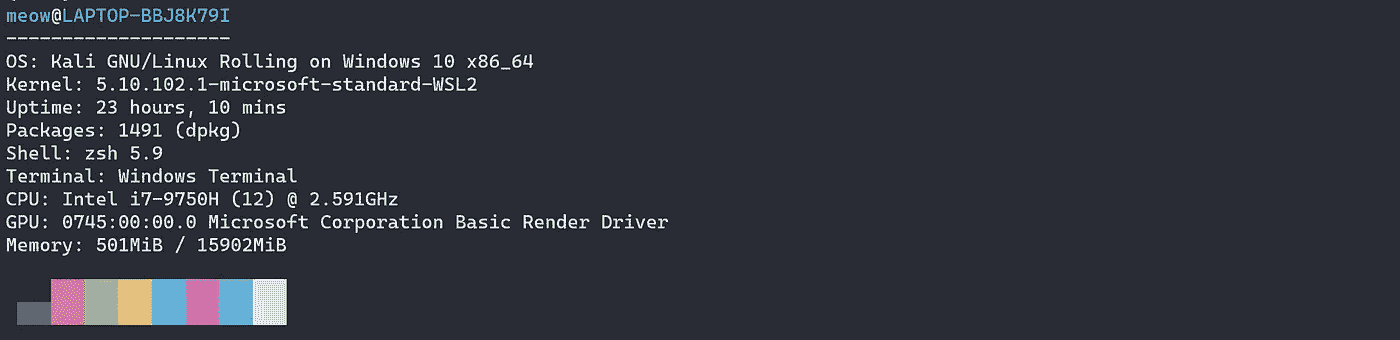 meow@LAPTOP-BBJ8K79I
--------------------
OS: Kali GNU/Linux Rolling on Windows 10 x86_64
Kernel: 5.10.102.1-microsoft-standard-WSL2
Uptime: 23 hours, 10 mins
Packages: 1491 (dpkg)
Shell: zsh 5.9
Terminal: Windows Terminal
CPU: Intel i7-9750H (12) @ 2.591GHz
GPU: 0745:00:00.0 Microsoft Corporation Basic Render Driver
Memory: 501MiB / 15902MiB